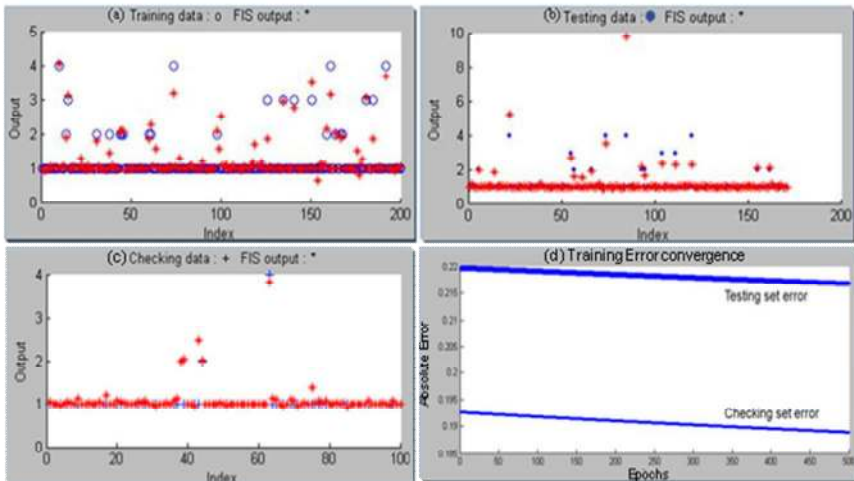 (a) Training data : o FIS output : *
5
4
3
2
1
0
Output
0 50 100 150 200
Index
(b) Testing data : ● FIS output : *
10
8
6
4
2
0
Output
0 50 100 150 200
Index
(c) Checking data : + FIS output : *
4
3
2
1
0
Output
0 20 40 60 80 100
Index
(d) Training Error convergence
0.22
0.215
0.21
0.205
0.2
0.195
0.19
0.185
Absolute Error
Testing set error
Checking set error
0 50 100 150 200 250 300 350 400 450 500
Epochs